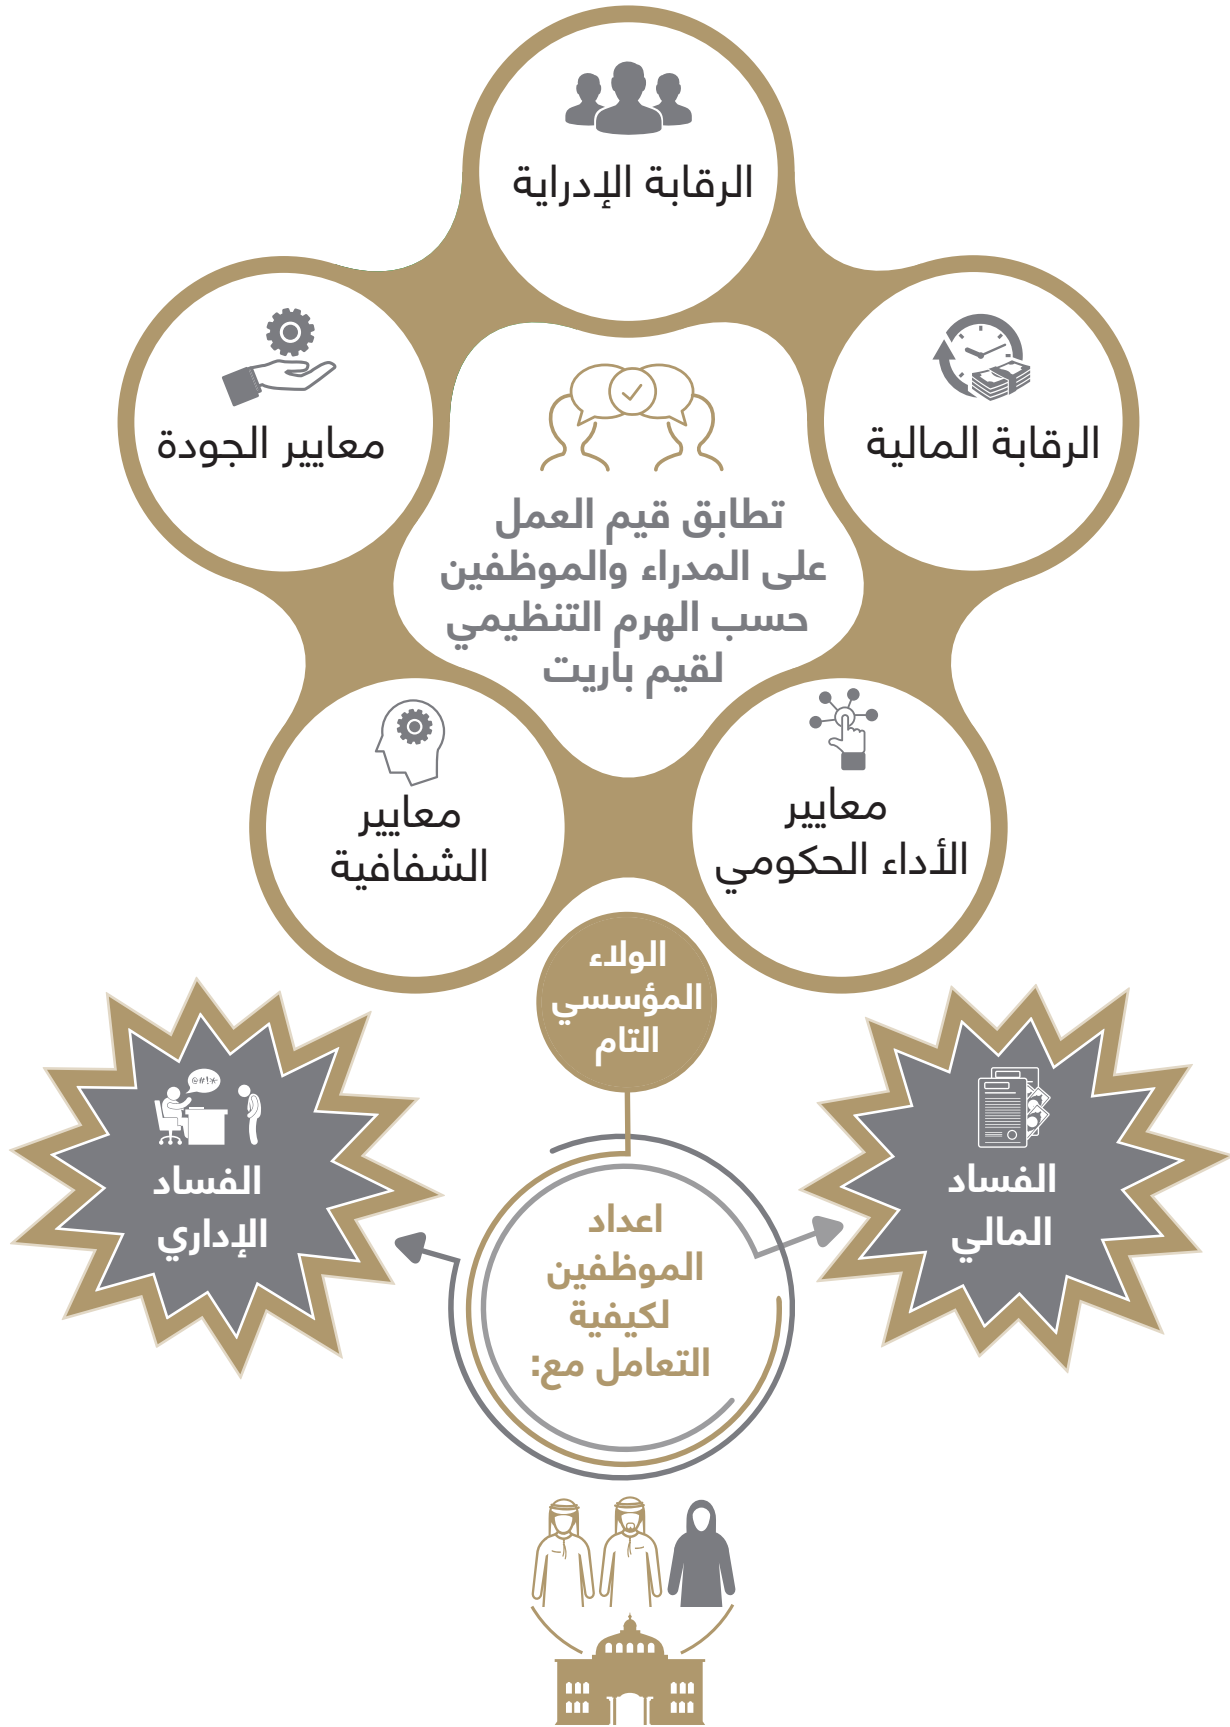 الرقابة الإدراية
الرقابة المالية
معايير الجودة
تطابق قيم العمل
على المدراء والموظفين
حسب الهرم التنظيمي
لقيم باريت
معايير
الأداء الحكومي
معايير
الشفافية
الولاء
المؤسسي
التام
@#!*
الفساد
المالي
الفساد
الإداري
اعداد
الموظفين
لكيفية
التعامل مع: